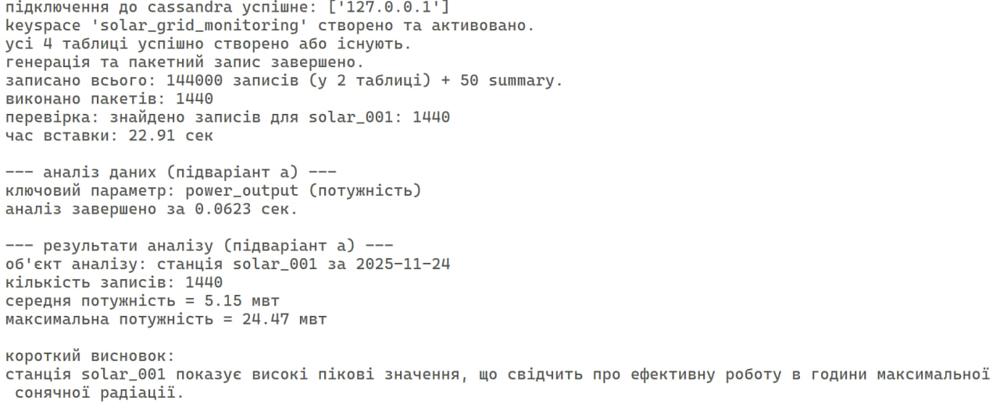 підключення до cassandra успішне: ['127.0.0.1']
keyspace 'solar_grid_monitoring' створено та активовано.
усі 4 таблиці успішно створено або існують.
генерація та пакетний запис завершено.
записано всього: 144000 записів (у 2 таблиці) + 50 summary.
виконано пакетів: 1440
перевірка: знайдено записів для solar_001: 1440
час вставки: 22.91 сек

--- аналіз даних (підваріант а) ---
ключовий параметр: power_output (потужність)
аналіз завершено за 0.0623 сек.

--- результати аналізу (підваріант а) ---
об'єкт аналізу: станція solar_001 за 2025-11-24
кількість записів: 1440
середня потужність = 5.15 мвт
максимальна потужність = 24.47 мвт

короткий висновок:
станція solar_001 показує високі пікові значення, що свідчить про ефективну роботу в години максимальної
сонячної радіації.